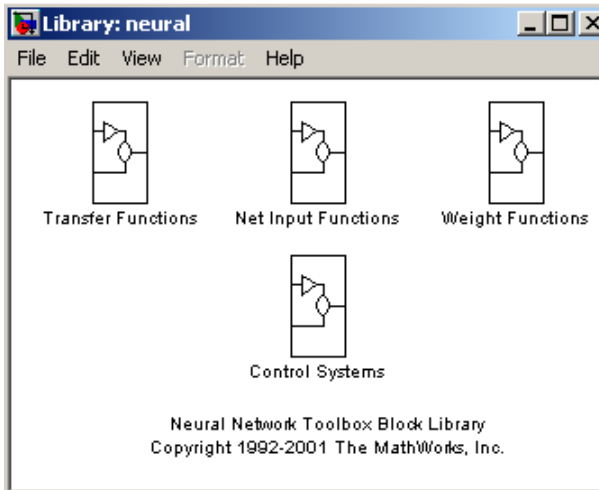 Library: neural
File Edit View Format Help
Transfer Functions Net Input Functions Weight Functions
Control Systems
Neural Network Toolbox Block Library
Copyright 1992-2001 The MathWorks, Inc.